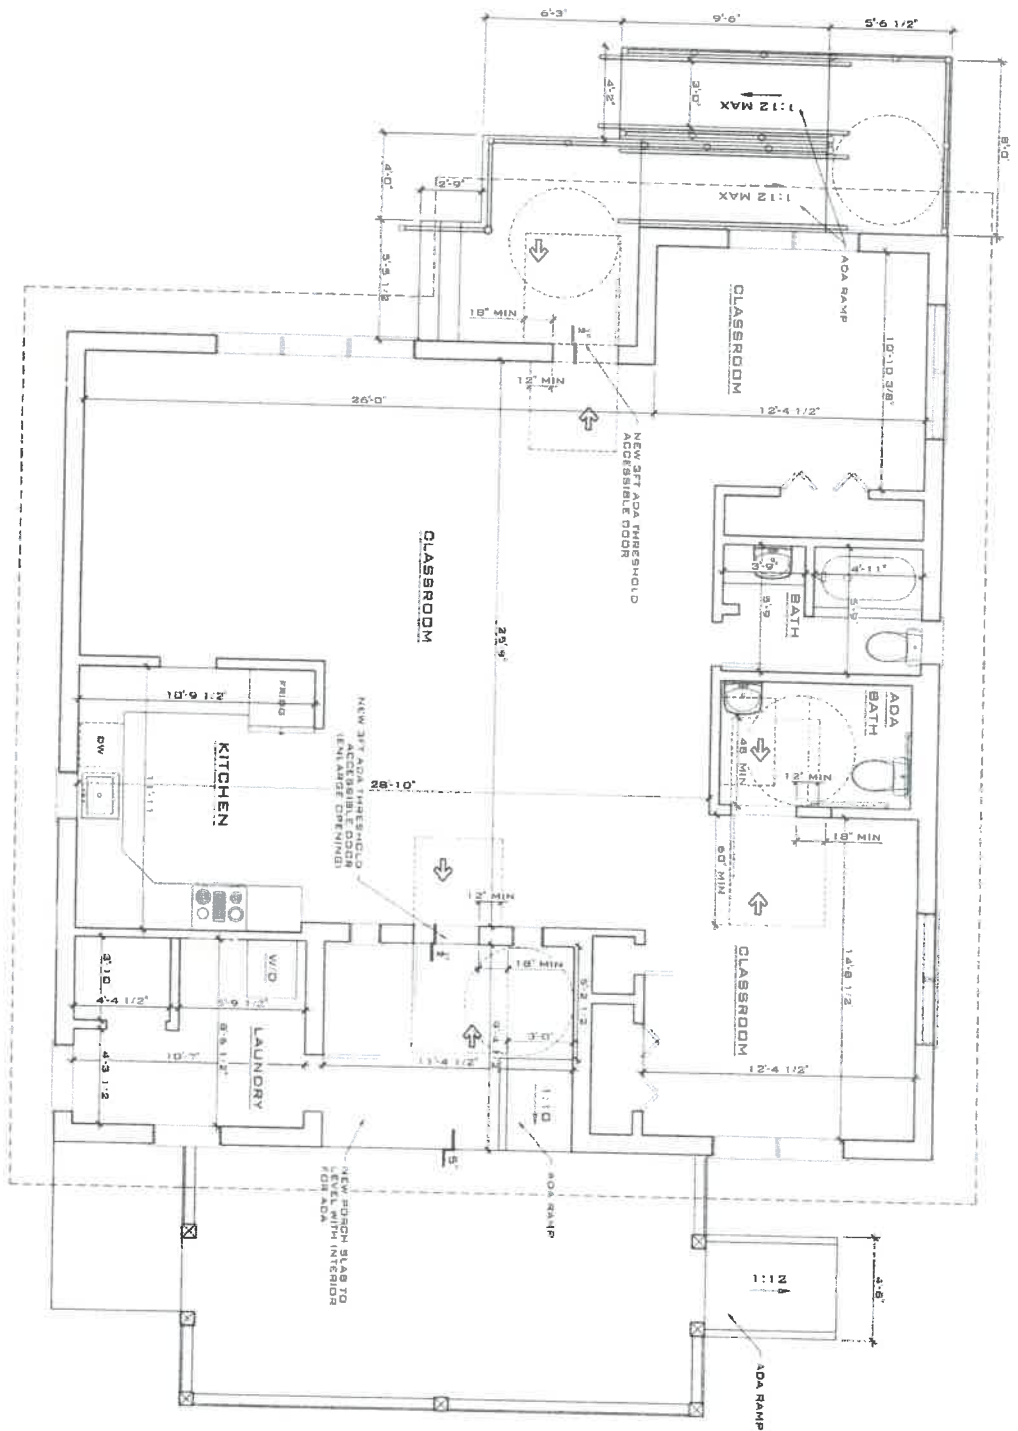 6'-3"
9'-6"
5'-6 1/2"
4'-2"
3'-0"
1:12 MAX
8'-0"
4'-0"
2'-9"
1:12 MAX
5'-5 1/2"
ADA RAMP
18" MIN
CLASSROOM
10'-10 3/8"
12" MIN
26'-0"
12'-4 1/2"
NEW 3FT ADA THRESHOLD
ACCESSIBLE DOOR
CLASSROOM
3'-9"
4'-11"
5'-9"
5'-9"
BATH
25'-9"
10'-9 1/2"
FRIDG
ADA
BATH
DW
KITCHEN
48" MIN
12" MIN
28'-10"
NEW 3FT ADA THRESHOLD
ACCESSIBLE DOOR
(ENLARGE OPENING)
18" MIN
60" MIN
12" MIN
CLASSROOM
14'-8 1/2"
3'-10"
W/D
18" MIN
5'-2 1/2"
4'-4 1/2"
5'-9 1/2"
3'-0"
LAUNDRY
10'-7"
11'-4 1/2"
12'-4 1/2"
4'-3 1/2
1:10
5"
NEW PORCH SLAB TO
LEVEL WITH INTERIOR
FOR ADA
ADA RAMP
1:12
4'-6"
ADA RAMP